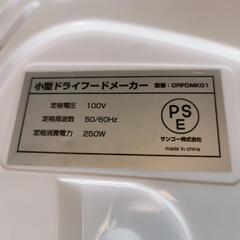 小型ドライフードメーカー 型番：DRFDMK01
定格電圧 100V
定格周波数 50/60Hz
定格消費電力 250W
PS
E
サンコー株式会社
made in china